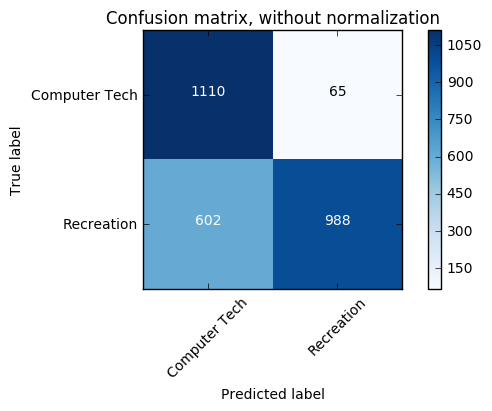 Confusion matrix, without normalization
True label
Computer Tech
1110
65
Recreation
602
988
Computer Tech
Recreation
Predicted label
1050
900
750
600
450
300
150